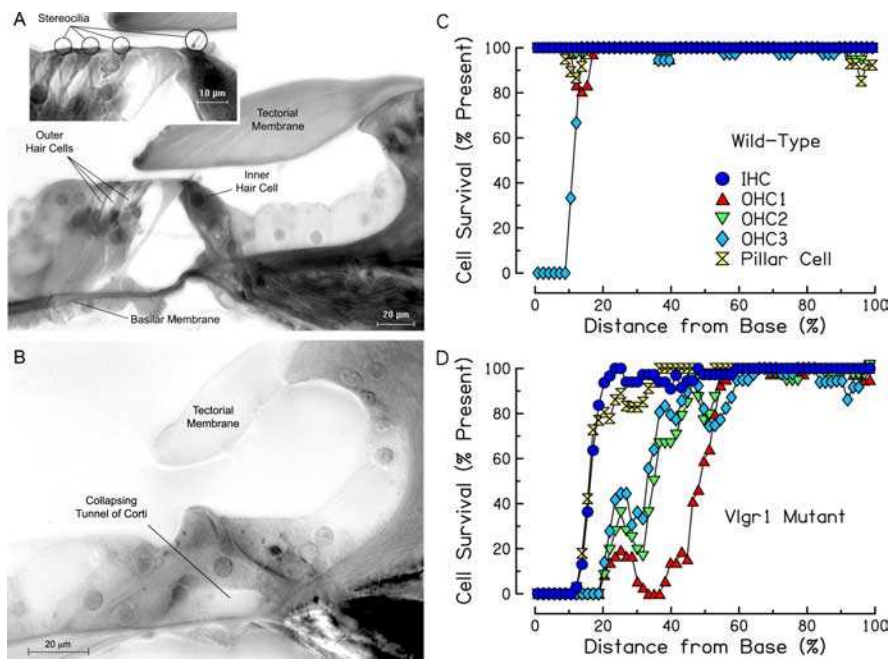 A
Stereocilia
10 μm
Tectorial
Membrane
Outer
Hair Cells
Inner
Hair Cell
Basilar Membrane
20 μm
B
Tectorial
Membrane
Collapsing
Tunnel of Corti
20 μm
C
Cell Survival (% Present)
100
80
60
40
20
0
Wild-Type
IHC
OHC1
OHC2
OHC3
Pillar Cell
0 20 40 60 80 100
Distance from Base (%)
D
Cell Survival (% Present)
100
80
60
40
20
0
Vlgr1 Mutant
0 20 40 60 80 100
Distance from Base (%)